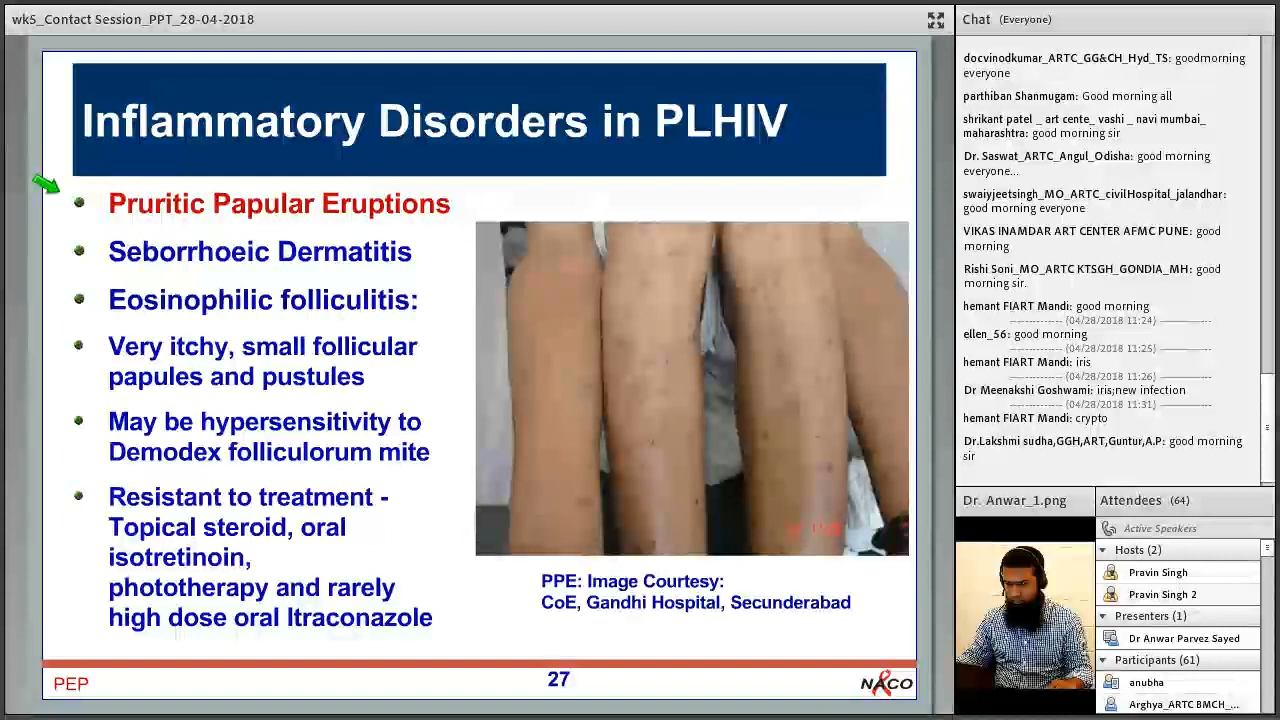 wk5_Contact Session_PPT_28-04-2018
Inflammatory Disorders in PLHIV
Pruritic Papular Eruptions
Seborrhoeic Dermatitis
Eosinophilic folliculitis:
Very itchy, small follicular
papules and pustules
May be hypersensitivity to
Demodex folliculorum mite
Resistant to treatment -
Topical steroid, oral
isotretinoin,
phototherapy and rarely
high dose oral Itraconazole
PPE: Image Courtesy:
CoE, Gandhi Hospital, Secunderabad
PEP
27
NACO
Chat (Everyone)
docvinodkumar_ARTC_GG&CH_Hyd_TS: goodmorning
everyone
parthiban Shanmugam: Good morning all
shrikant patel _ art cente_ vashi _ navi mumbai_
maharashtra: good morning sir
Dr. Saswat_ARTC_Angul_Odisha: good morning
everyone...
swaiyjeetsingh_MO_ARTC_civilHospital_jalandhar:
good morning everyone
VIKAS INAMDAR ART CENTER AFMC PUNE: good
morning
Rishi Soni_MO_ARTC KTSGH_GONDIA_MH: good
morning sir.
hemant FIART Mandi: good morning
-------------- (04/28/2018 11:24) --------------
ellen_56: good morning
-------------- (04/28/2018 11:25) --------------
hemant FIART Mandi: iris
-------------- (04/28/2018 11:26) --------------
Dr Meenakshi Goshwami: iris;new infection
-------------- (04/28/2018 11:31) --------------
hemant FIART Mandi: crypto
Dr.Lakshmi sudha,GGH,ART,Guntur,A.P: good morning
sir
Dr. Anwar_1.png
Attendees (64)
Active Speakers
Hosts (2)
Pravin Singh
Pravin Singh 2
Presenters (1)
Dr Anwar Parvez Sayed
Participants (61)
anubha
Arghya_ARTC BMCH_...